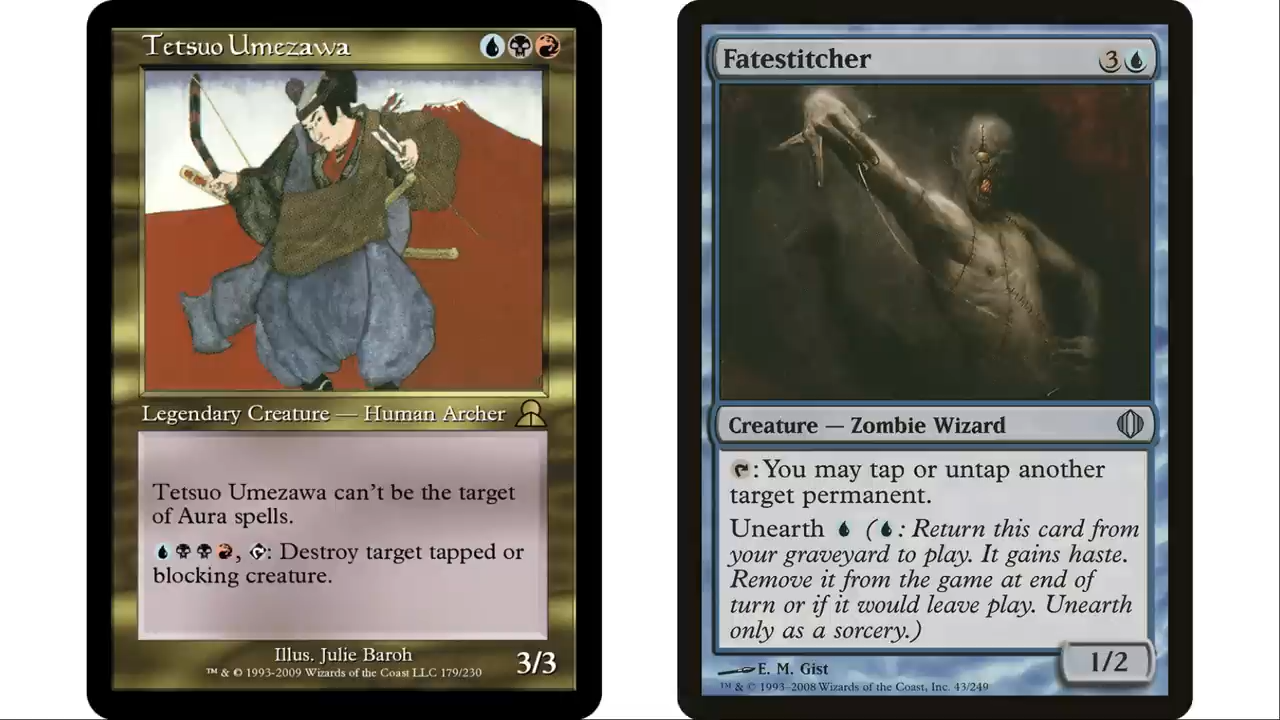 Tetsuo Umezawa
Legendary Creature — Human Archer
Tetsuo Umezawa can't be the target
of Aura spells.
, : Destroy target tapped or
blocking creature.
Illus. Julie Baroh
™ & © 1993-2009 Wizards of the Coast LLC 179/230
3/3
Fatestitcher
3
Creature — Zombie Wizard
: You may tap or untap another
target permanent.
Unearth (: Return this card from
your graveyard to play. It gains haste.
Remove it from the game at end of
turn or if it would leave play. Unearth
only as a sorcery.)
E. M. Gist
™ & © 1993-2008 Wizards of the Coast, Inc. 43/249
1/2